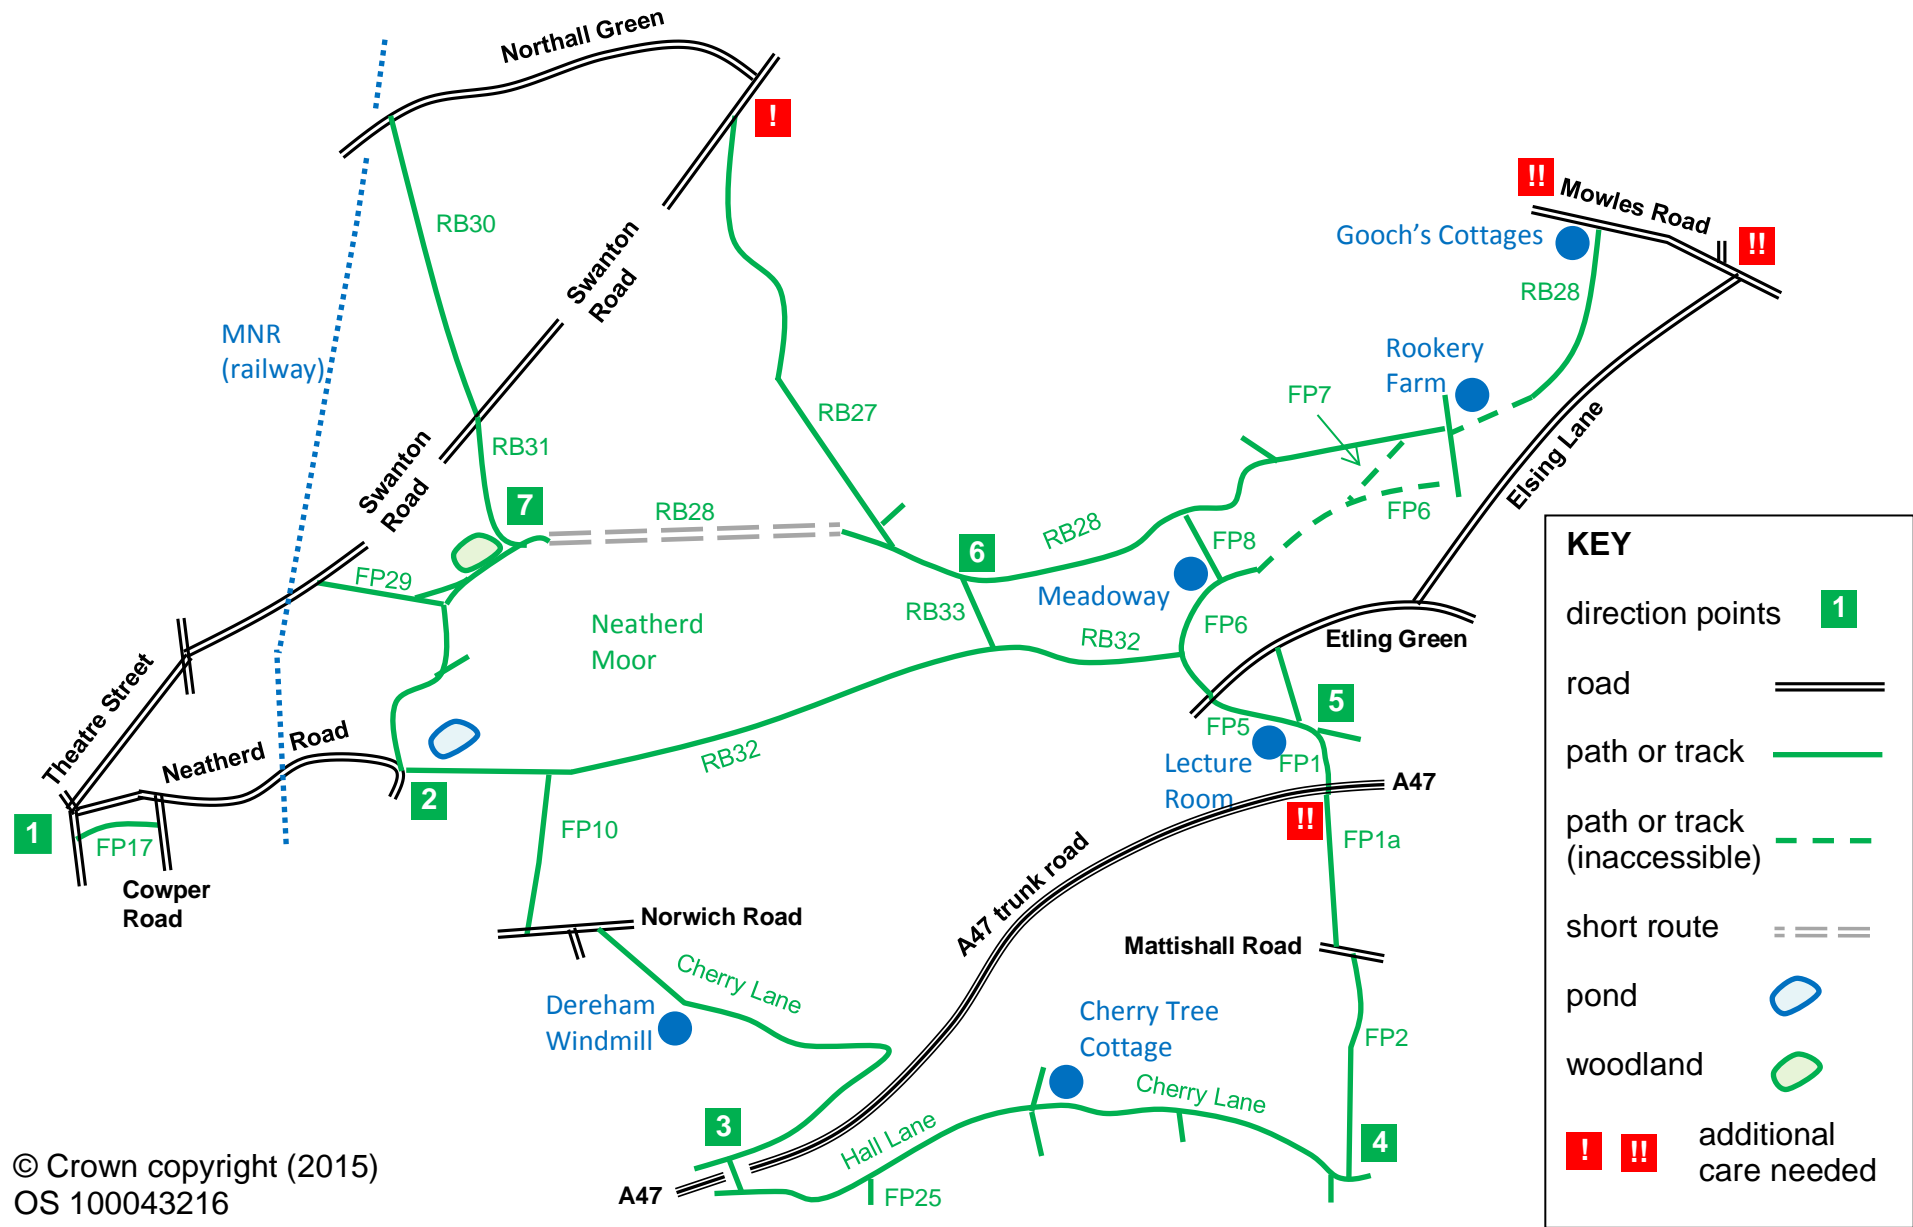 Northall Green
!
!!
Mowles Road
!!
Gooch's Cottages
RB30
Swanton
Road
RB28
MNR
(railway)
Rookery
Farm
FP7
RB27
Elsing Lane
RB31
Swanton
Road
7
RB28
RB28
FP6
6
FP8
FP29
Meadoway
RB33
FP6
Neatherd
Moor
RB32
Etling Green
Theatre Street
Neatherd Road
5
FP5
RB32
Lecture
Room
FP1
A47
2
1
FP17
FP10
!!
FP1a
Cowper
Road
Norwich Road
A47 trunk road
Mattishall Road
Cherry Lane
Dereham
Windmill
Cherry Tree
Cottage
FP2
Cherry Lane
3
Hall Lane
4
A47
FP25
© Crown copyright (2015)
OS 100043216
KEY
direction points 1
road
path or track
path or track
(inaccessible)
short route
pond
woodland
! !! additional
care needed